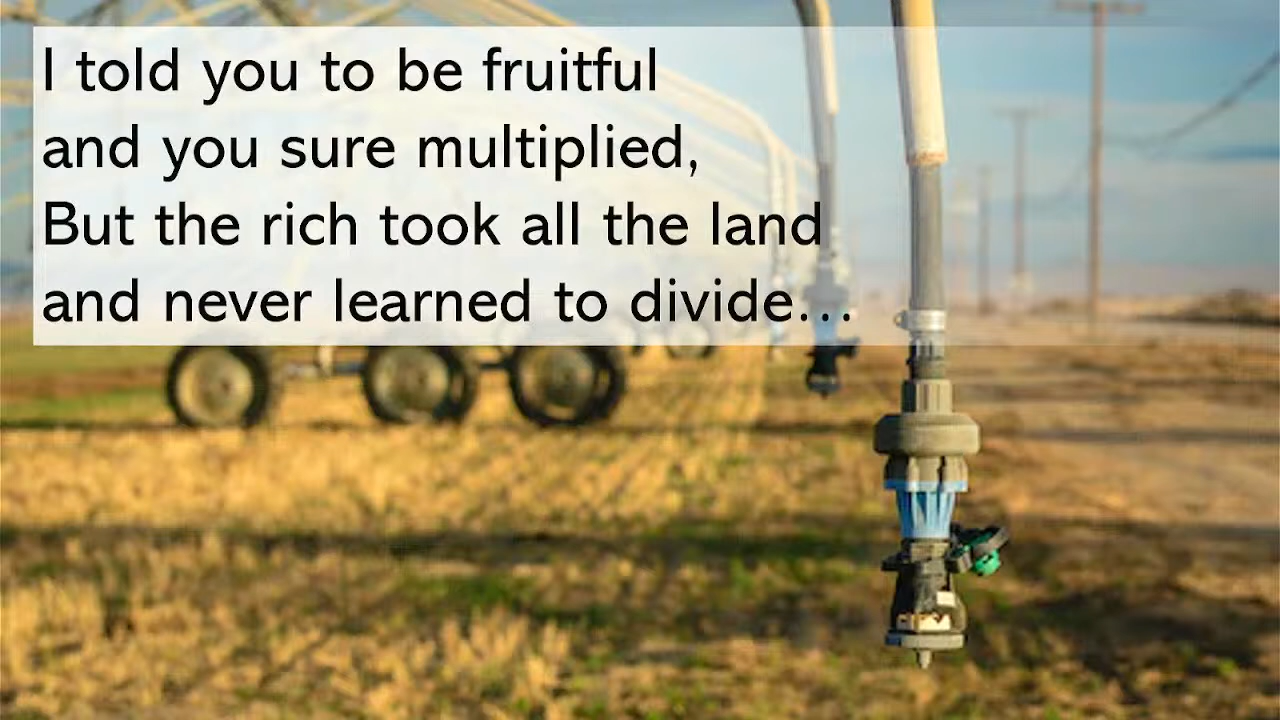 I told you to be fruitful
and you sure multiplied,
But the rich took all the land
and never learned to divide…